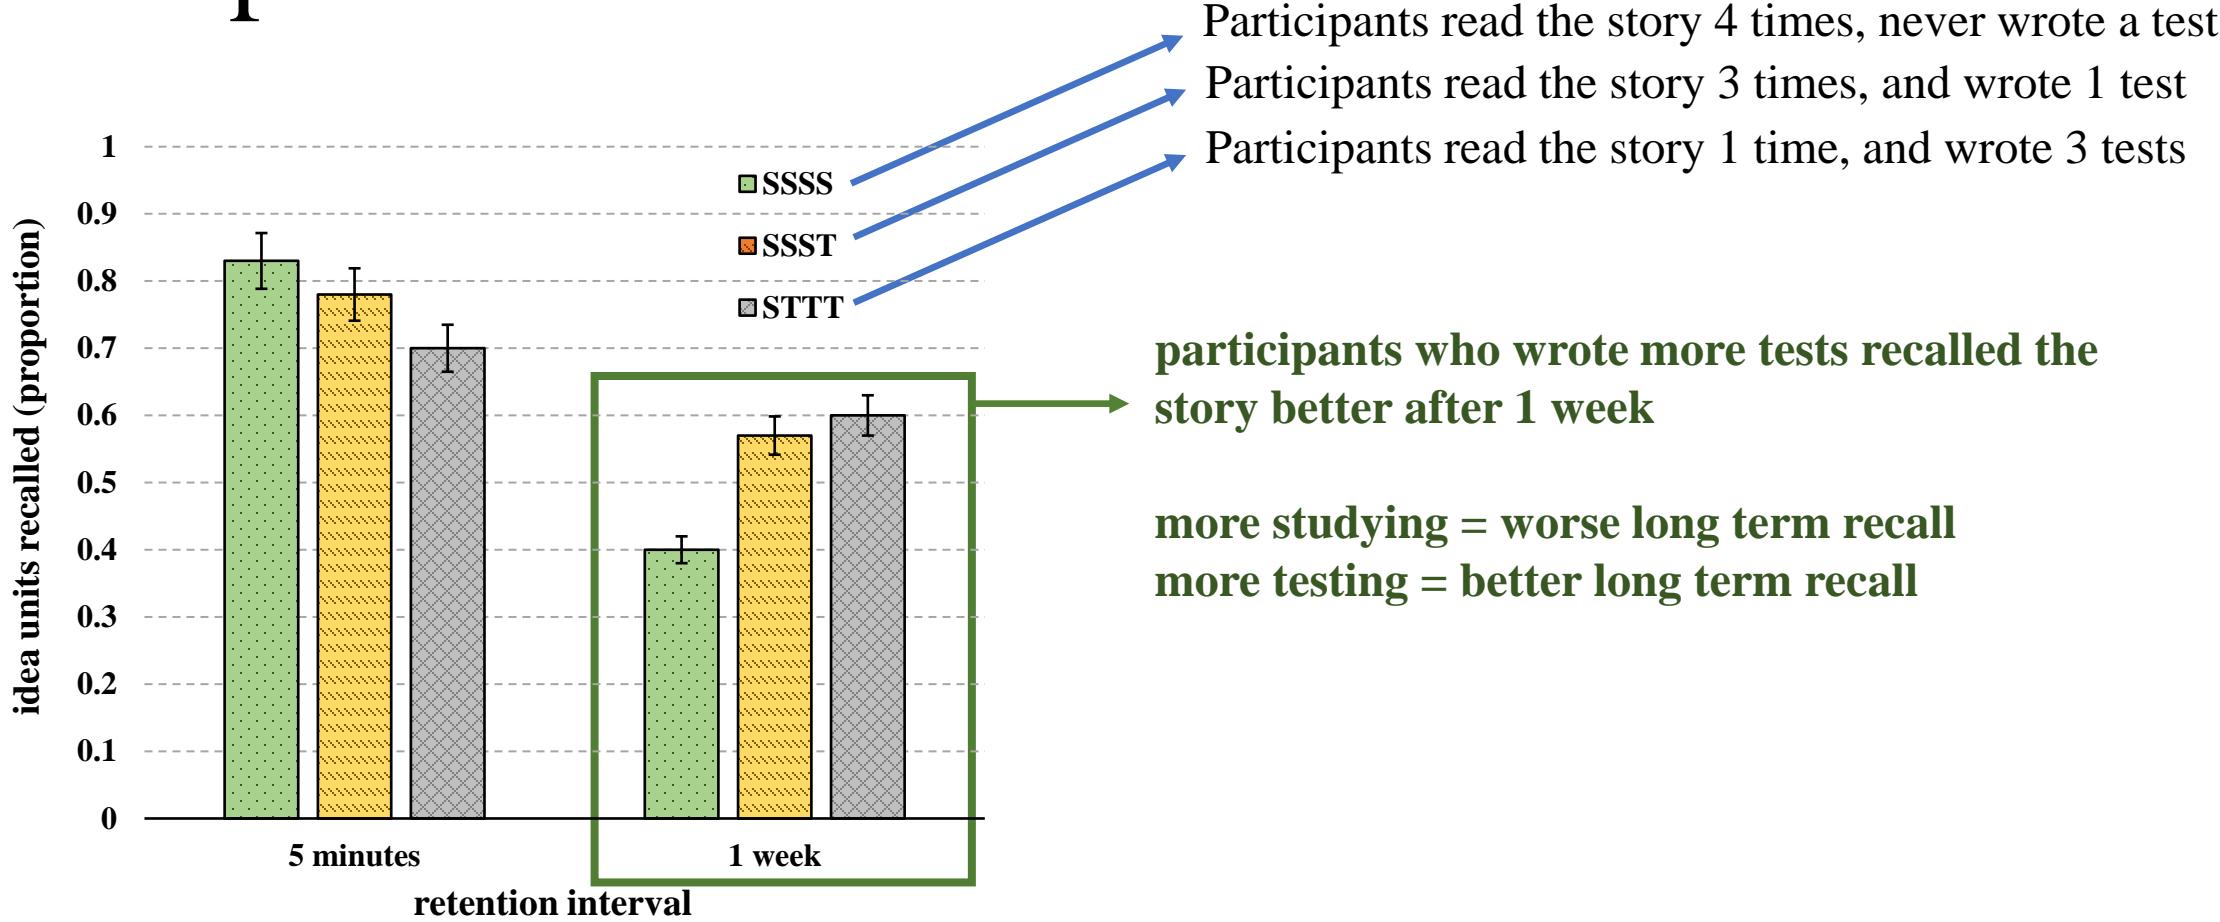 Participants read the story 4 times, never wrote a test
Participants read the story 3 times, and wrote 1 test
Participants read the story 1 time, and wrote 3 tests
1
0.9
0.8
0.7
0.6
0.5
0.4
0.3
0.2
0.1
0
idea units recalled (proportion)
SSSS
SSST
STTT
5 minutes
1 week
retention interval
participants who wrote more tests recalled the
story better after 1 week
more studying = worse long term recall
more testing = better long term recall